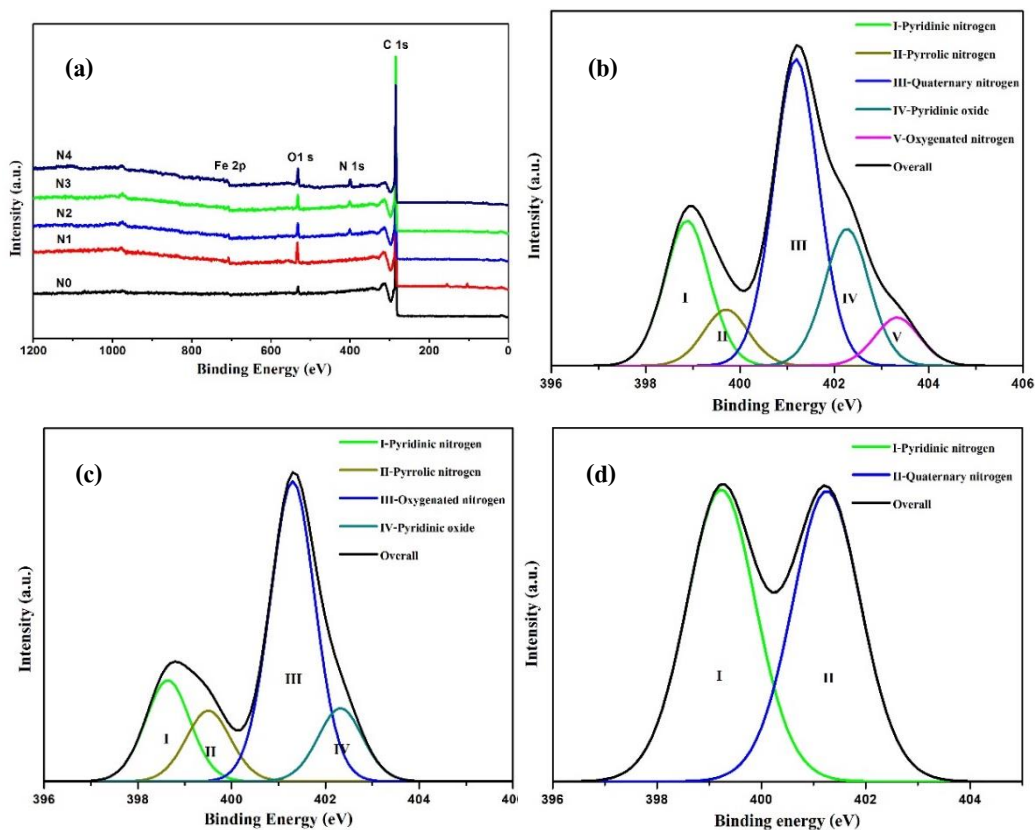 (a)
C 1s
N4
Fe 2p
O1 s
N 1s
N3
N2
N1
N0
Intensity (a.u.)
1200 1000 800 600 400 200 0
Binding Energy (eV)
(b)
I-Pyridinic nitrogen
II-Pyrrolic nitrogen
III-Quaternary nitrogen
IV-Pyridinic oxide
V-Oxygenated nitrogen
Overall
I
II
III
IV
V
Intensity (a.u.)
396 398 400 402 404 406
Binding Energy (eV)
(c)
I-Pyridinic nitrogen
II-Pyrrolic nitrogen
III-Oxygenated nitrogen
IV-Pyridinic oxide
Overall
I
II
III
IV
Intensity (a.u.)
396 398 400 402 404
Binding Energy (eV)
(d)
I-Pyridinic nitrogen
II-Quaternary nitrogen
Overall
I
II
Intensity (a.u.)
396 398 400 402 404
Binding energy (eV)